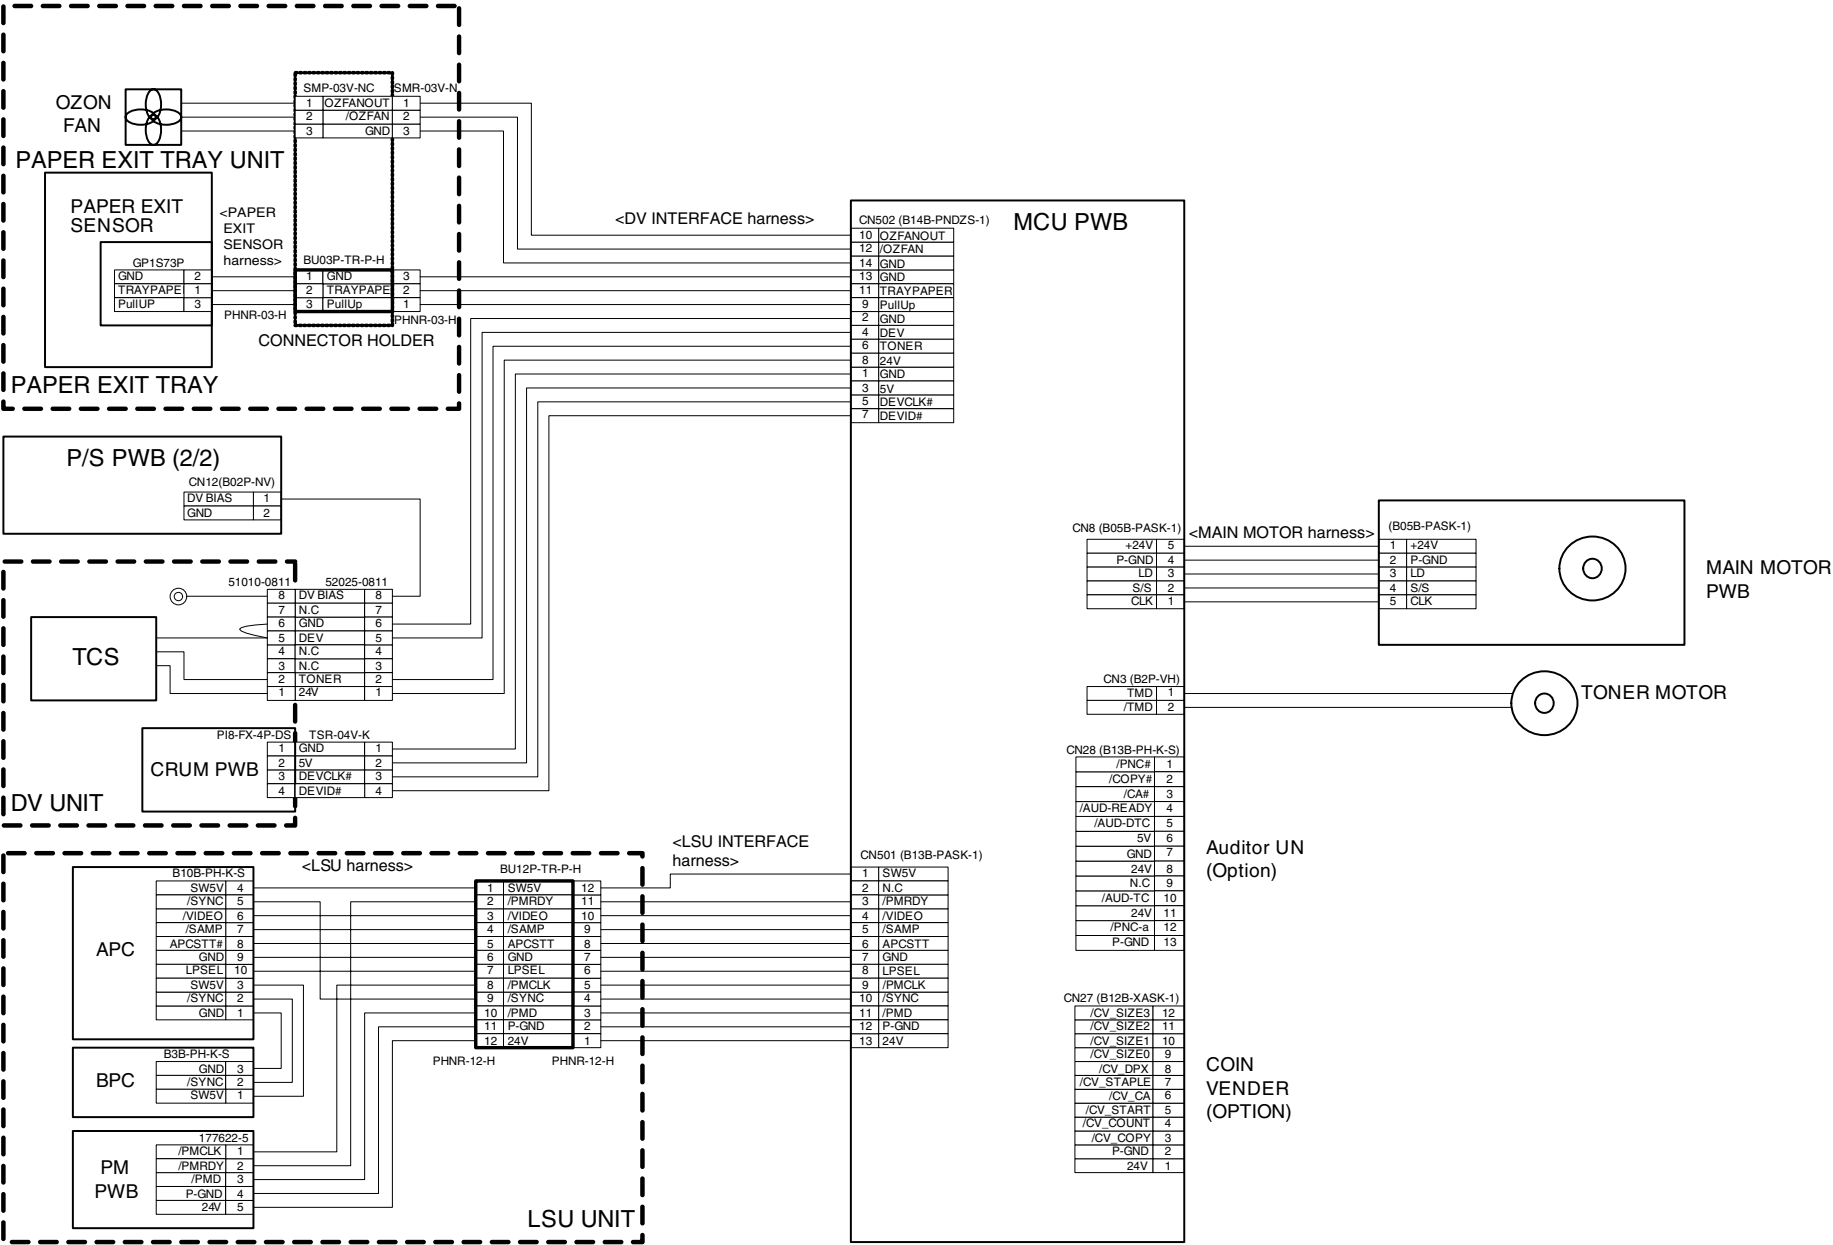 OZON
FAN
SMP-03V-NC
SMR-03V-N
1 OZFANOUT 1
2 /OZFAN 2
3 GND 3
PAPER EXIT TRAY UNIT
PAPER EXIT
SENSOR
<PAPER
EXIT
SENSOR
harness>
GP1S73P
GND 2
TRAYPAPE 1
PullUP 3
BU03P-TR-P-H
1 GND 3
2 TRAYPAPE 2
3 PullUp 1
PHNR-03-H
PHNR-03-H
CONNECTOR HOLDER
PAPER EXIT TRAY
<DV INTERFACE harness>
MCU PWB
CN502 (B14B-PNDZS-1)
10 OZFANOUT
12 /OZFAN
14 GND
13 GND
11 TRAYPAPER
9 PullUp
2 GND
4 DEV
6 TONER
8 24V
1 GND
3 5V
5 DEVCLK#
7 DEVID#
P/S PWB (2/2)
CN12(B02P-NV)
DV BIAS 1
GND 2
51010-0811
52025-0811
8 DV BIAS 8
7 N.C 7
6 GND 6
5 DEV 5
4 N.C 4
3 N.C 3
2 TONER 2
1 24V 1
TCS
PI8-FX-4P-DS
TSR-04V-K
1 GND 1
2 5V 2
3 DEVCLK# 3
4 DEVID# 4
CRUM PWB
DV UNIT
CN8 (B05B-PASK-1)
+24V 5
P-GND 4
LD 3
S/S 2
CLK 1
<MAIN MOTOR harness>
(B05B-PASK-1)
1 +24V
2 P-GND
3 LD
4 S/S
5 CLK
MAIN MOTOR
PWB
CN3 (B2P-VH)
TMD 1
/TMD 2
TONER MOTOR
CN28 (B13B-PH-K-S)
/PNC# 1
/COPY# 2
/CA# 3
/AUD-READY 4
/AUD-DTC 5
5V 6
GND 7
24V 8
N.C 9
/AUD-TC 10
24V 11
/PNC-a 12
P-GND 13
Auditor UN
(Option)
CN27 (B12B-XASK-1)
/CV_SIZE3 12
/CV_SIZE2 11
/CV_SIZE1 10
/CV_SIZE0 9
/CV_DPX 8
/CV_STAPLE 7
/CV_CA 6
/CV_START 5
/CV_COUNT 4
/CV_COPY 3
P-GND 2
24V 1
COIN
VENDER
(OPTION)
<LSU INTERFACE
harness>
CN501 (B13B-PASK-1)
1 SW5V
2 N.C
3 /PMRDY
4 /VIDEO
5 /SAMP
6 APCSTT
7 GND
8 LPSEL
9 /PMCLK
10 /SYNC
11 /PMD
12 P-GND
13 24V
<LSU harness>
BU12P-TR-P-H
1 SW5V 12
2 /PMRDY 11
3 /VIDEO 10
4 /SAMP 9
5 APCSTT 8
6 GND 7
7 LPSEL 6
8 /PMCLK 5
9 /SYNC 4
10 /PMD 3
11 P-GND 2
12 24V 1
PHNR-12-H
PHNR-12-H
APC
B10B-PH-K-S
SW5V 4
/SYNC 5
/VIDEO 6
/SAMP 7
APCSTT# 8
GND 9
LPSEL 10
SW5V 3
/SYNC 2
GND 1
BPC
B3B-PH-K-S
GND 3
/SYNC 2
SW5V 1
PM
PWB
177622-5
/PMCLK 1
/PMRDY 2
/PMD 3
P-GND 4
24V 5
LSU UNIT